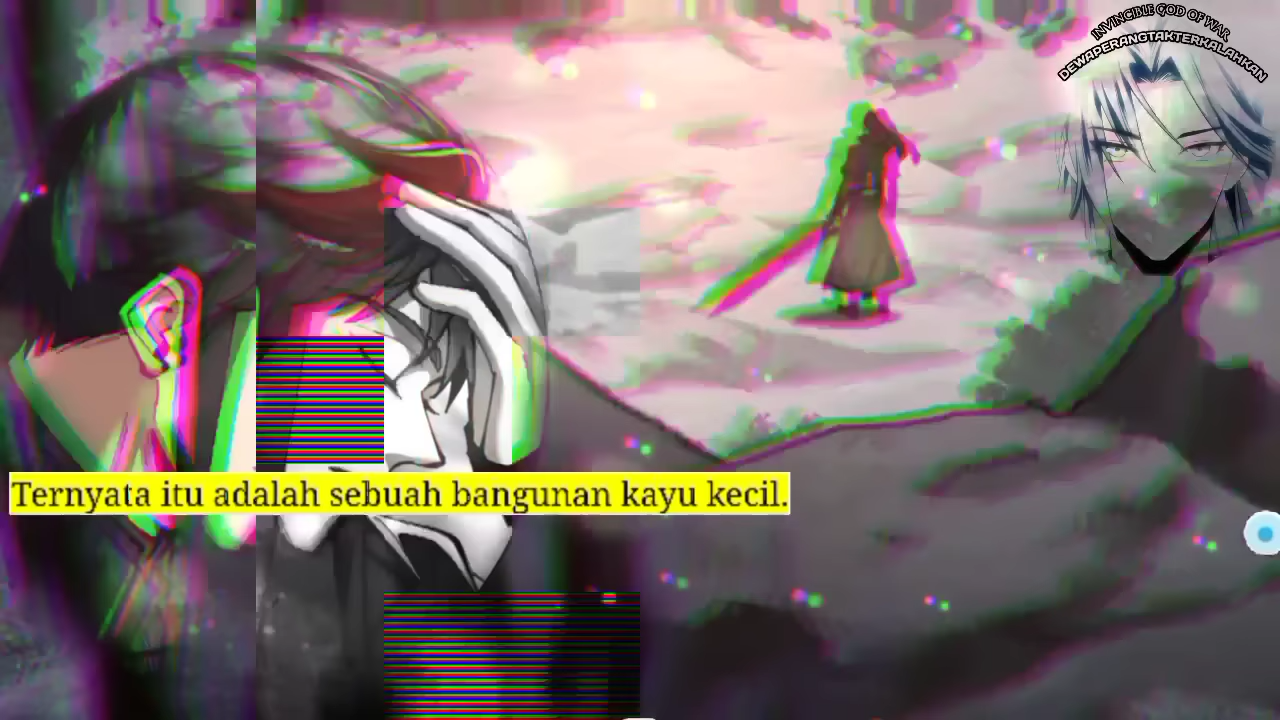 INVINCIBLE GOD OF WAR
DEWAPERANGTAKTERKALAHKAN
Ternyata itu adalah sebuah bangunan kayu kecil.